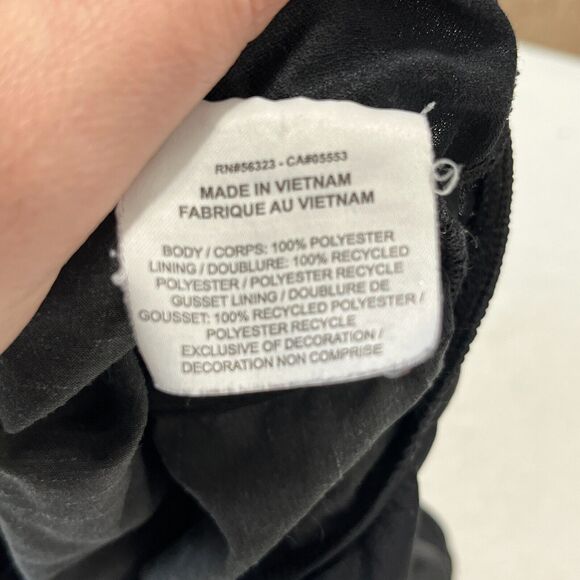 RN#56323 - CA#05553
MADE IN VIETNAM
FABRIQUE AU VIETNAM
BODY / CORPS: 100% POLYESTER
LINING / DOUBLURE: 100% RECYCLED
POLYESTER / POLYESTER RECYCLE
GUSSET LINING / DOUBLURE DE
GOUSSET: 100% RECYCLED POLYESTER /
POLYESTER RECYCLE
EXCLUSIVE OF DECORATION /
DECORATION NON COMPRISE